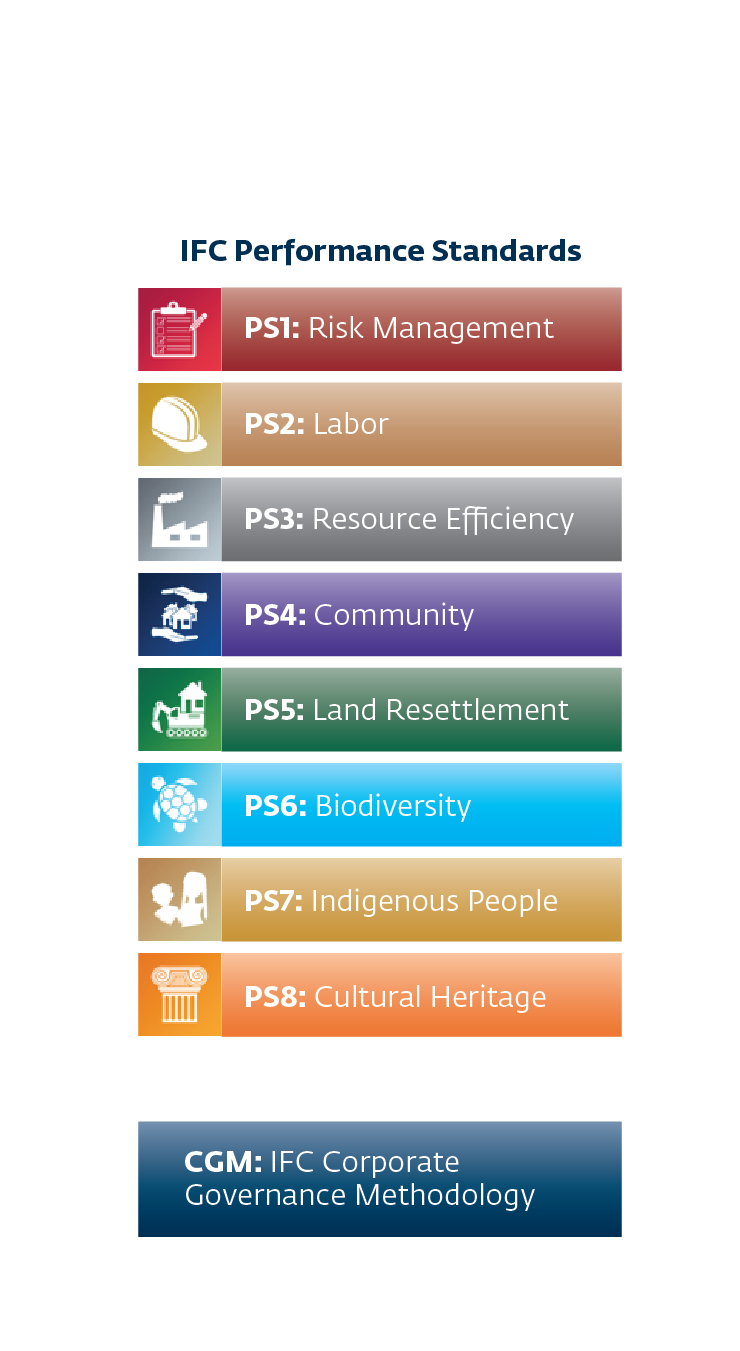 IFC Performance Standards
PS1: Risk Management
PS2: Labor
PS3: Resource Efficiency
PS4: Community
PS5: Land Resettlement
PS6: Biodiversity
PS7: Indigenous People
PS8: Cultural Heritage
CGM: IFC Corporate
Governance Methodology